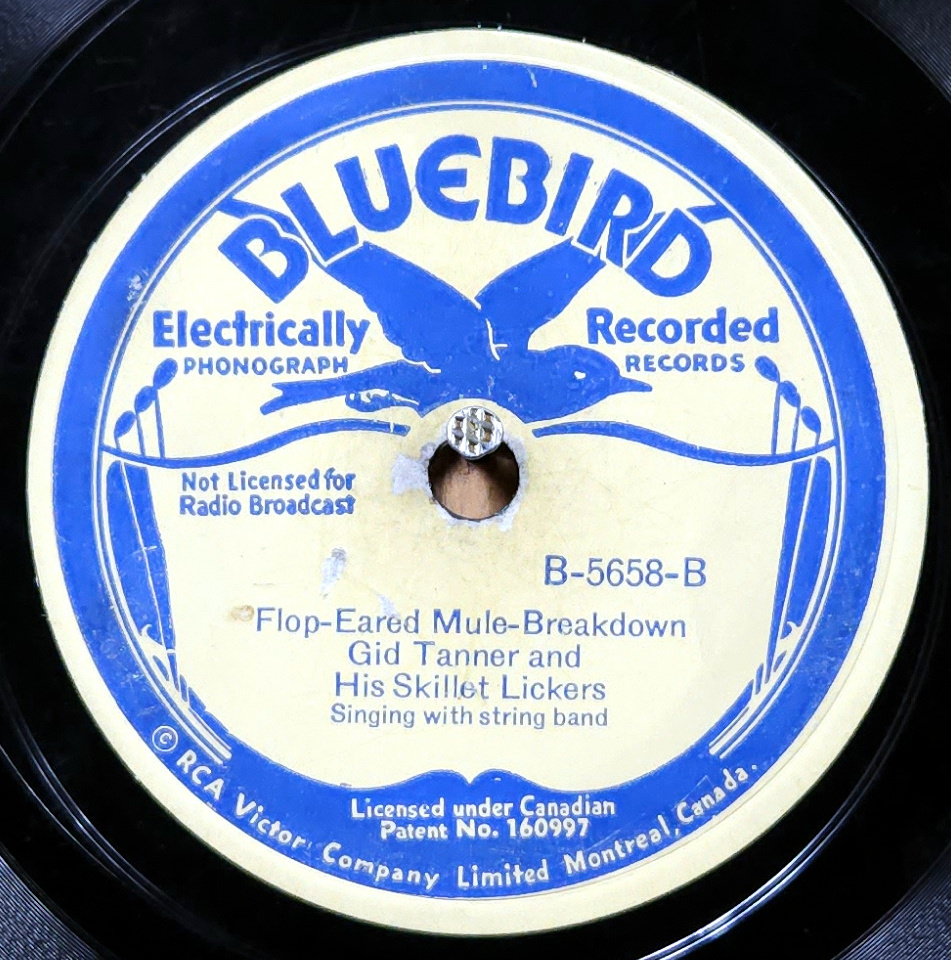 BLUEBIRD
Electrically Recorded
PHONOGRAPH RECORDS
Not Licensed for
Radio Broadcast
B-5658-B
Flop-Eared Mule-Breakdown
Gid Tanner and
His Skillet Lickers
Singing with string band
Licensed under Canadian
Patent No. 160997
© RCA Victor Company Limited Montreal, Canada.